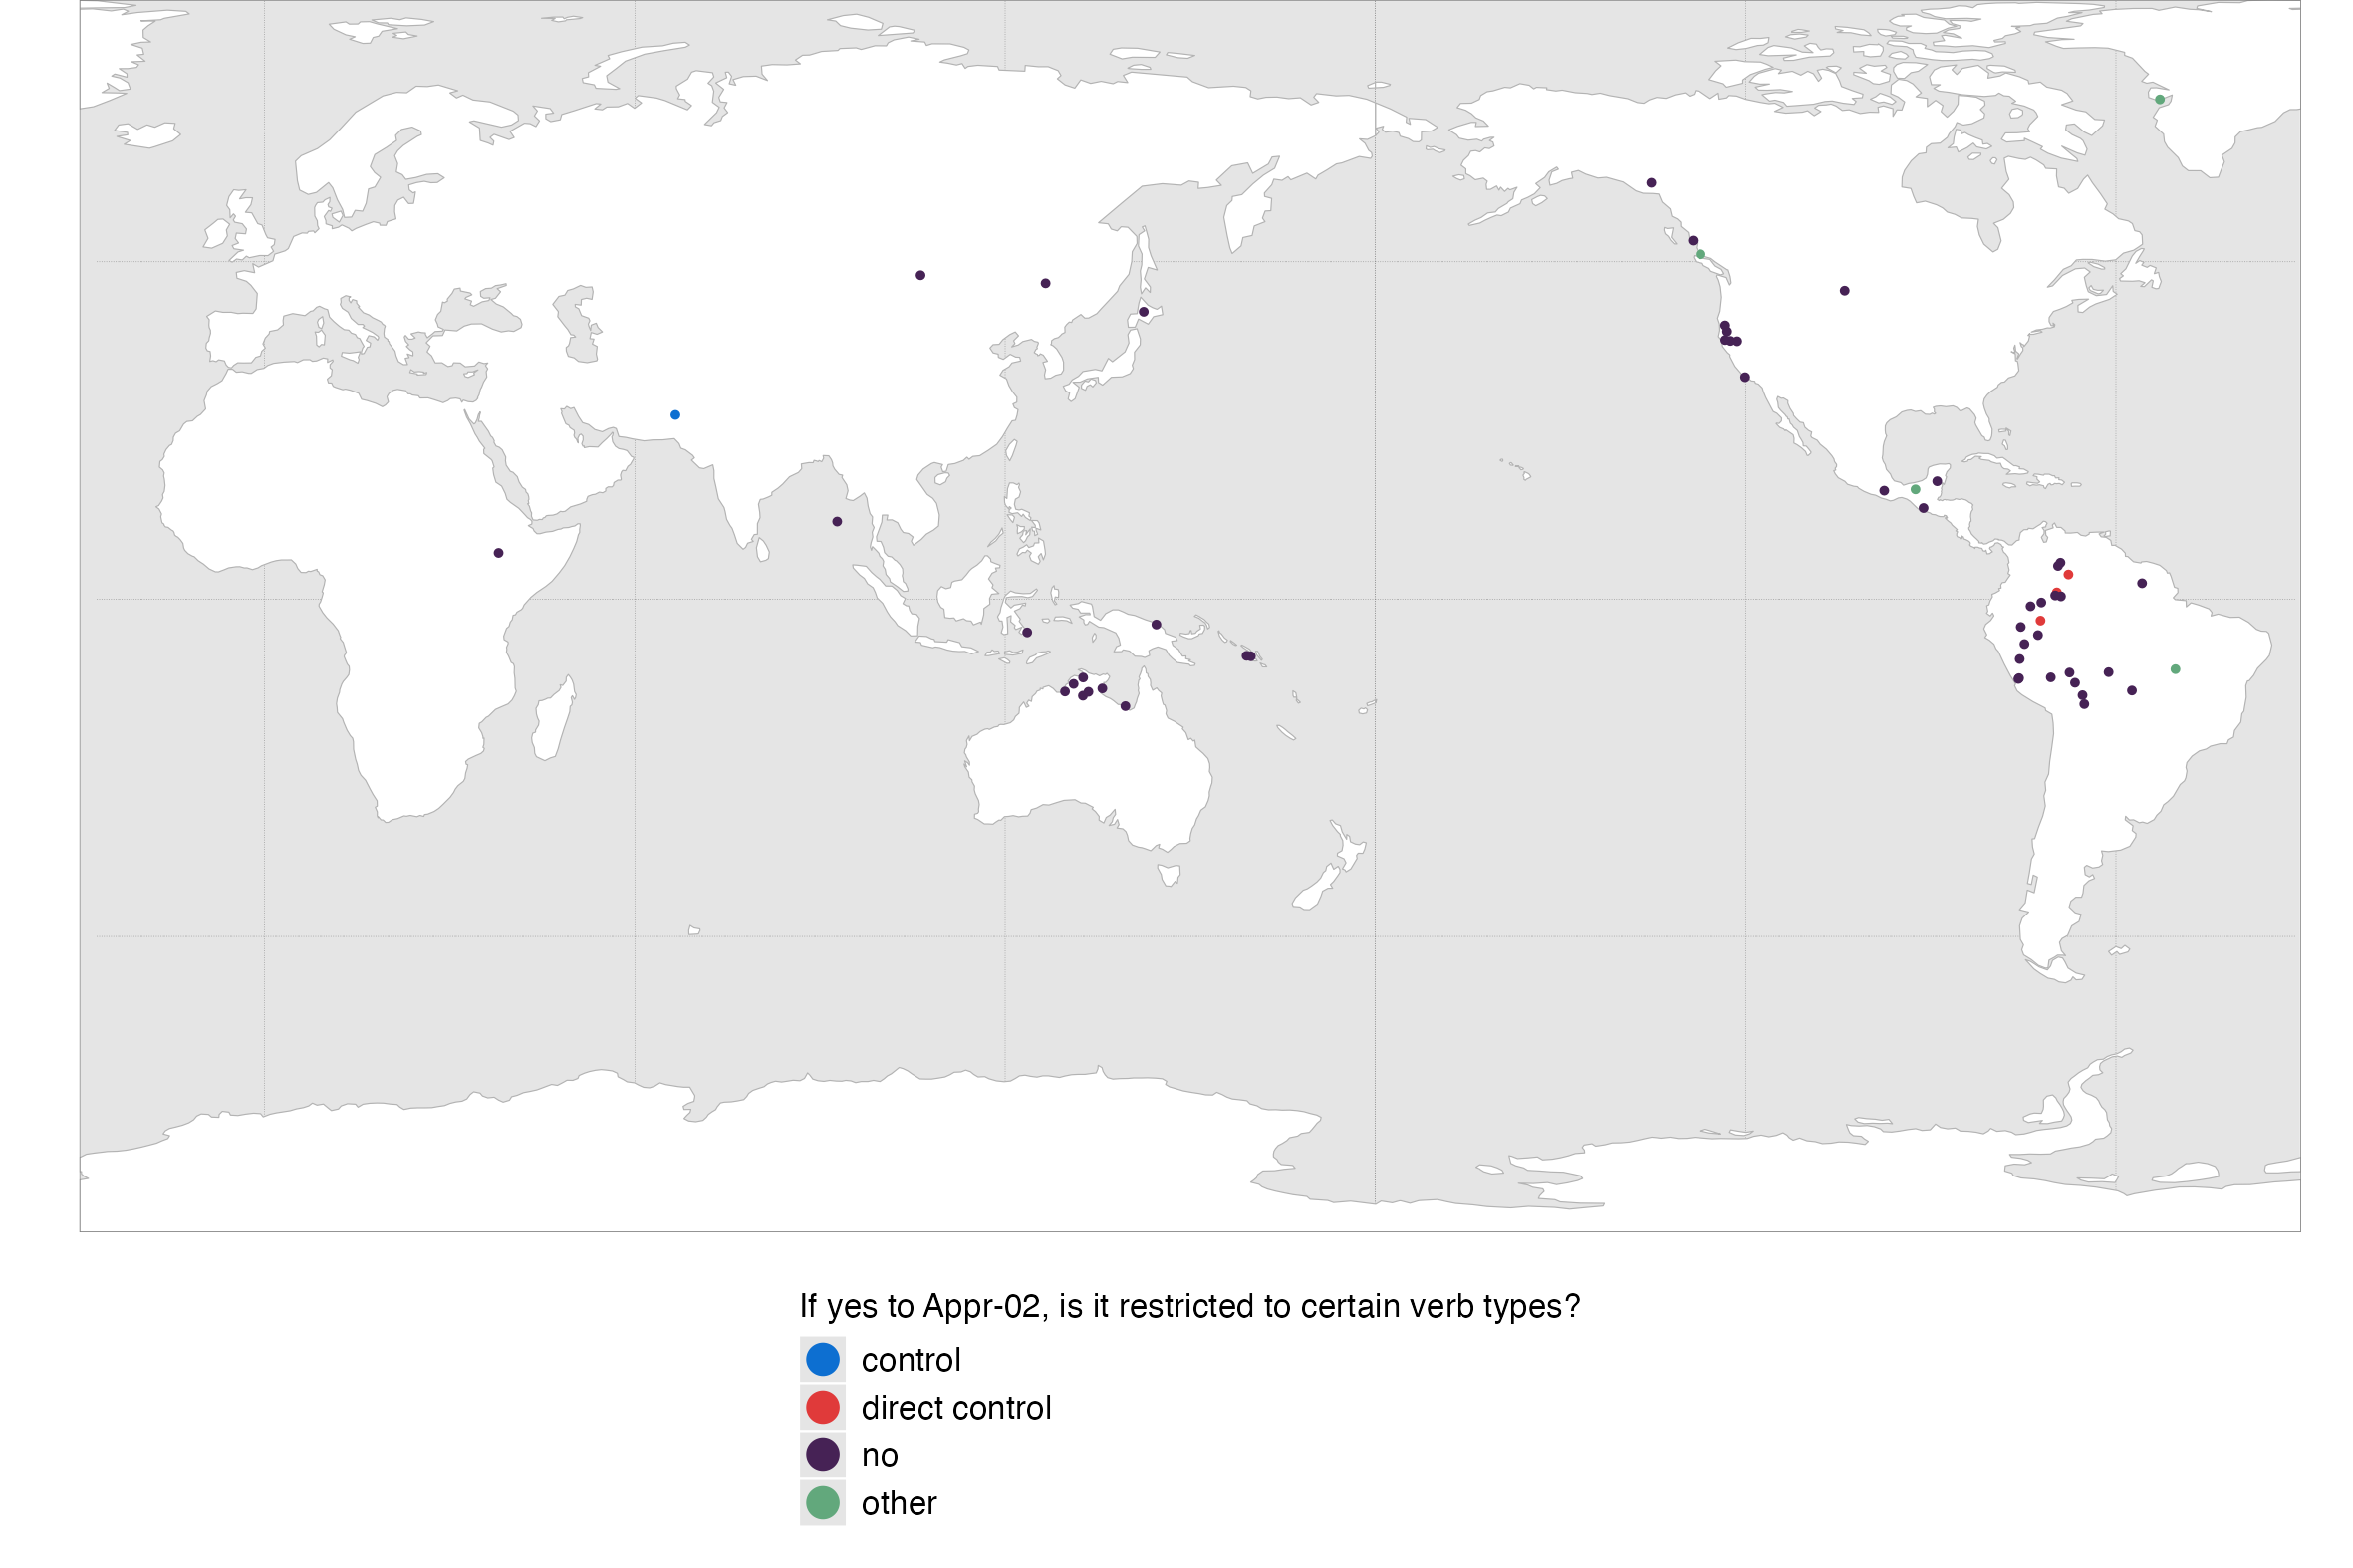 If yes to Appr-02, is it restricted to certain verb types?
control
direct control
no
other